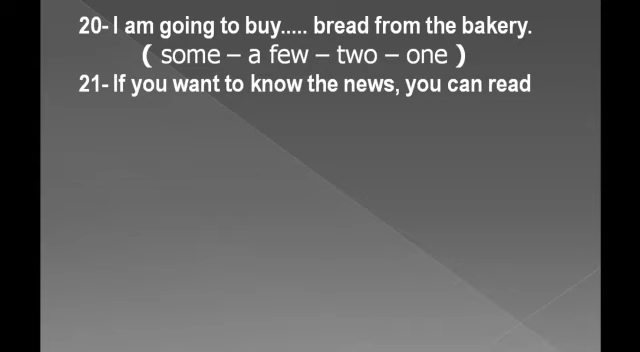 20- I am going to buy..... bread from the bakery.
( some – a few – two – one )
21- If you want to know the news, you can read